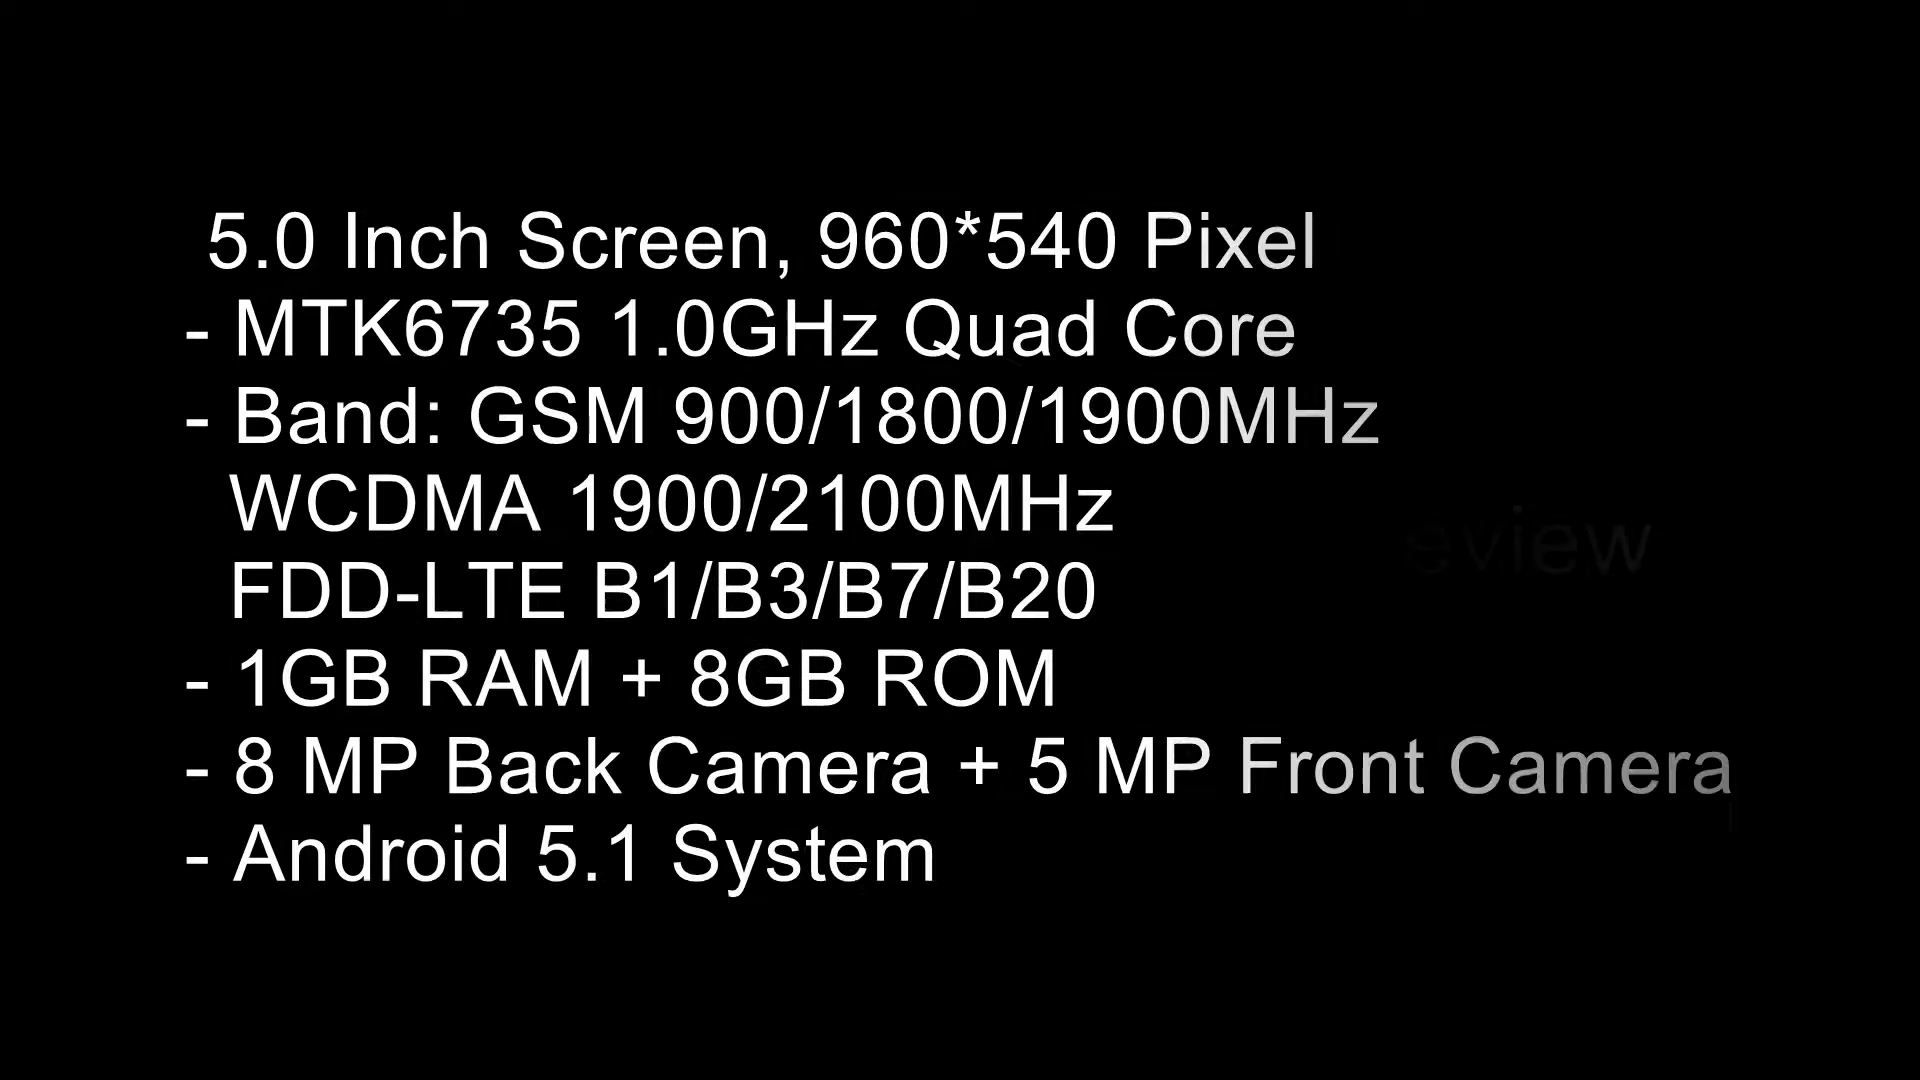 5.0 Inch Screen, 960*540 Pixel
- MTK6735 1.0GHz Quad Core
- Band: GSM 900/1800/1900MHz
WCDMA 1900/2100MHz
eview
FDD-LTE B1/B3/B7/B20
- 1GB RAM + 8GB ROM
- 8 MP Back Camera + 5 MP Front Camera
- Android 5.1 System